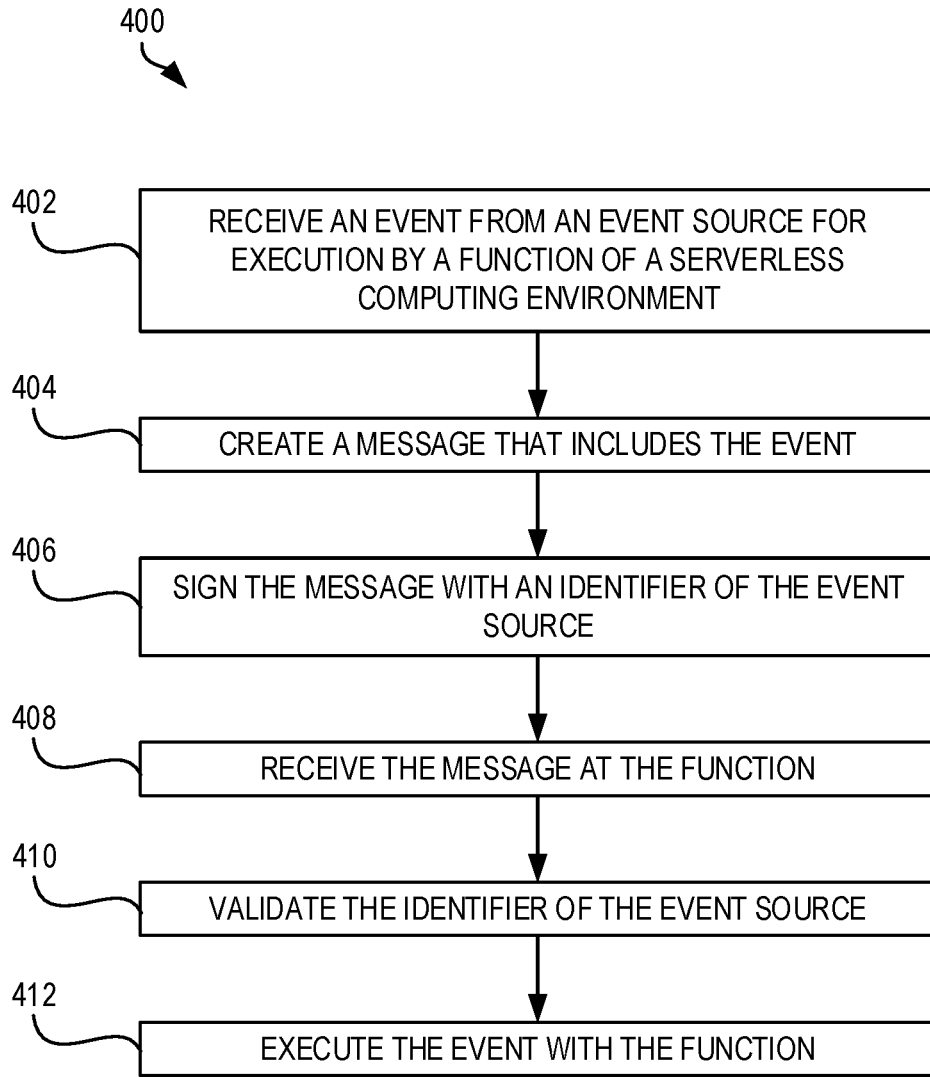 400
402
RECEIVE AN EVENT FROM AN EVENT SOURCE FOR
EXECUTION BY A FUNCTION OF A SERVERLESS
COMPUTING ENVIRONMENT
404
CREATE A MESSAGE THAT INCLUDES THE EVENT
406
SIGN THE MESSAGE WITH AN IDENTIFIER OF THE EVENT
SOURCE
408
RECEIVE THE MESSAGE AT THE FUNCTION
410
VALIDATE THE IDENTIFIER OF THE EVENT SOURCE
412
EXECUTE THE EVENT WITH THE FUNCTION